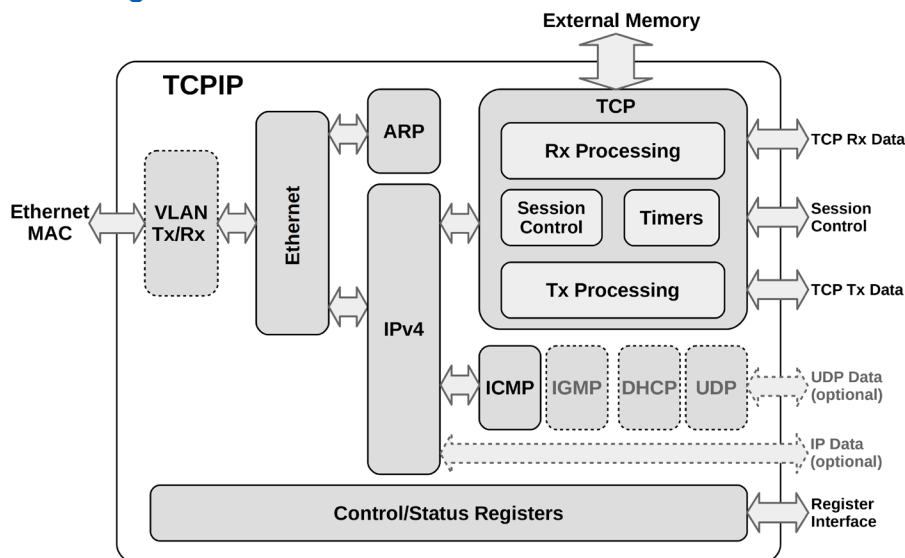 External Memory
TCPIP
TCP
ARP
Rx Processing
TCP Rx Data
Ethernet
MAC
VLAN
Tx/Rx
Ethernet
Session
Control
Timers
Session
Control
Tx Processing
TCP Tx Data
IPv4
ICMP
IGMP
DHCP
UDP
UDP Data
(optional)
IP Data
(optional)
Control/Status Registers
Register
Interface